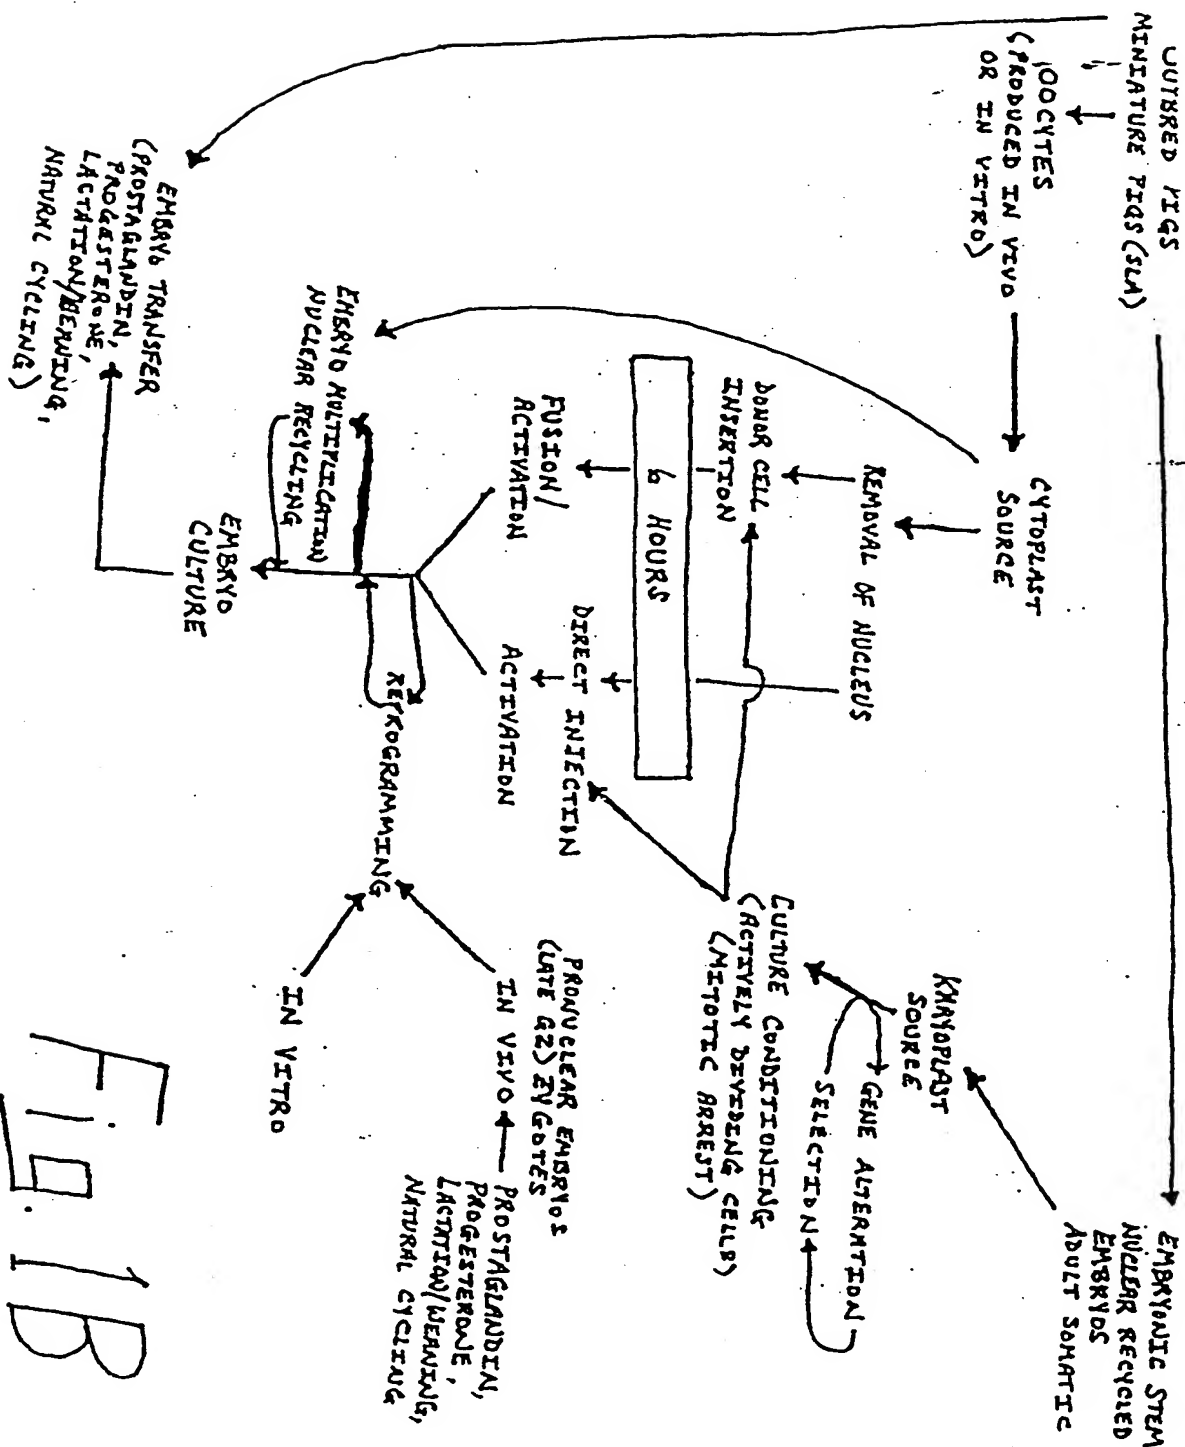 OUTBRED PIGS
MINIATURE PIGS (SLA)
OOCYTES
(PRODUCED IN VIVO
OR IN VITRO)
CYTOPLAST
SOURCE
REMOVAL OF NUCLEUS
DONOR CELL
INSERTION
6 HOURS
FUSION/
ACTIVATION
DIRECT INJECTION
ACTIVATION
EMBRYO MULTIPLICATION
NUCLEAR RECYCLING
EMBRYO
CULTURE
EMBRYO TRANSFER
(PROSTAGLANDIN,
PROGESTERONE,
LACTATION/WEANING,
NATURAL CYCLING)
EMBRYONIC STEM
NUCLEAR RECYCLED
EMBRYOS
ADULT SOMATIC
KARYOPLAST
SOURCE
GENE ALTERATION
SELECTION
CULTURE CONDITIONING
(ACTIVELY DIVIDING CELLS)
(MITOTIC ARREST)
REPROGRAMMING
PRONUCLEAR EMBRYOS
(LATE G2) ZYGOTES
IN VIVO
PROSTAGLANDIN,
PROGESTERONE,
LACTATION/WEANING,
NATURAL CYCLING
IN VITRO
Fig. 1B